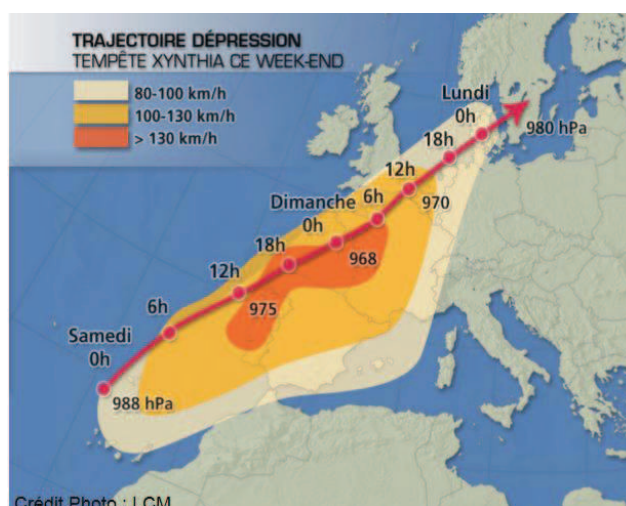 TRAJECTOIRE DÉPRESSION
TEMPÊTE XYNTHIA CE WEEK-END
80-100 km/h
100-130 km/h
> 130 km/h
Lundi
0h
980 hPa
18h
12h
970
Dimanche
6h
0h
968
18h
12h
975
6h
Samedi
0h
988 hPa
Crédit Photo : LCM